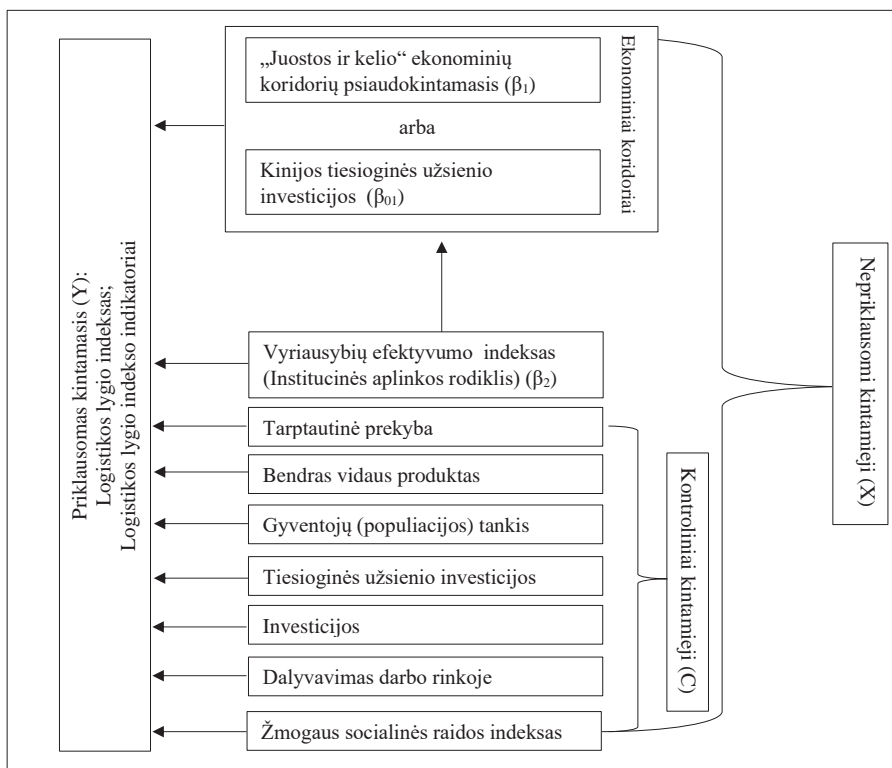 Priklausomas kintamasis (Y):
Logistikos lygio indeksas;
Logistikos lygio indekso indikatoriai
„Juostos ir kelio“ ekonominių
koridorių psiaudokintamasis (β₁)
arba
Kinijos tiesioginės užsienio
investicijos (β₀₁)
Ekonominiai koridoriai
Vyriausybių efektyvumo indeksas
(Institucinės aplinkos rodiklis) (β₂)
Tarptautinė prekyba
Bendras vidaus produktas
Gyventojų (populiacijos) tankis
Tiesioginės užsienio investicijos
Investicijos
Dalyvavimas darbo rinkoje
Žmogaus socialinės raidos indeksas
Kontroliniai kintamieji (C)
Nepriklausomi kintamieji (X)